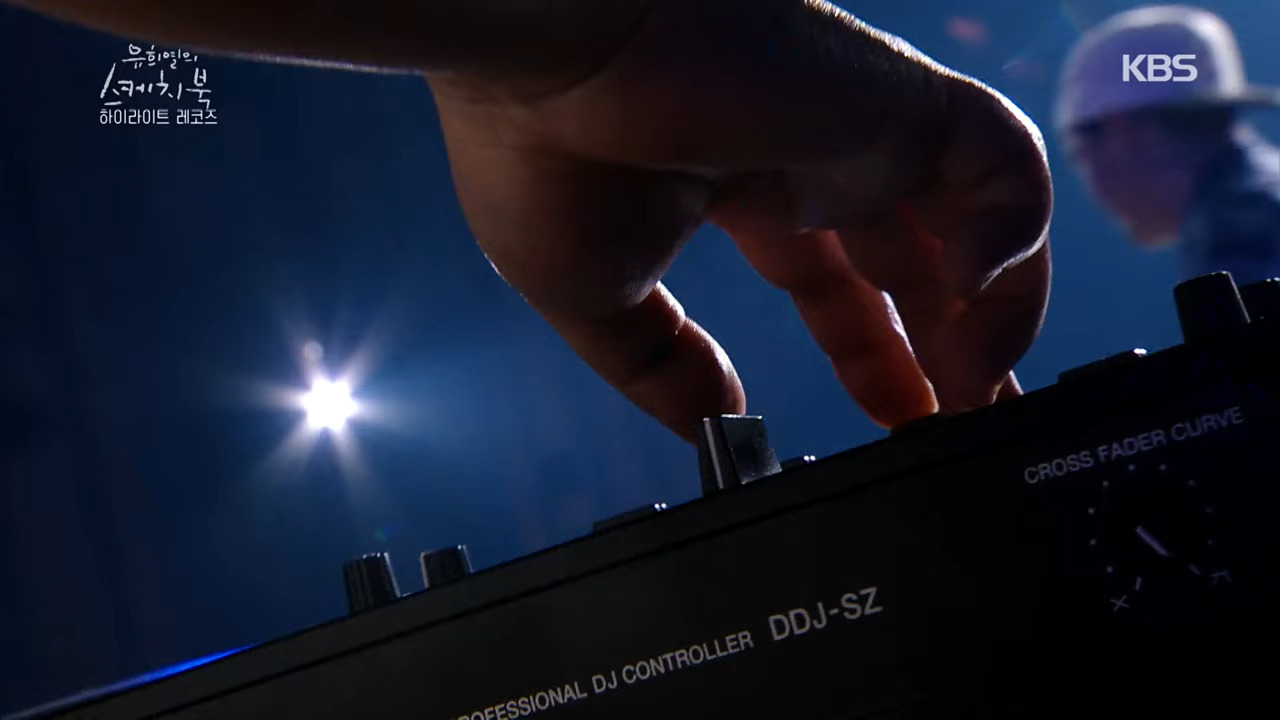 유희열의
스케치북
하이라이트 레코즈
KBS
CROSS FADER CURVE
PROFESSIONAL DJ CONTROLLER DDJ-SZ